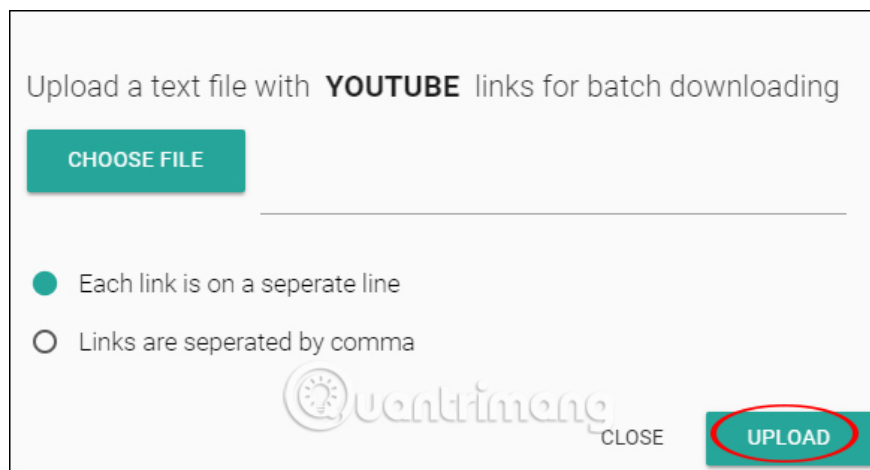 Upload a text file with YOUTUBE links for batch downloading
CHOOSE FILE
Each link is on a seperate line
Links are seperated by comma
Quantrimang
CLOSE UPLOAD